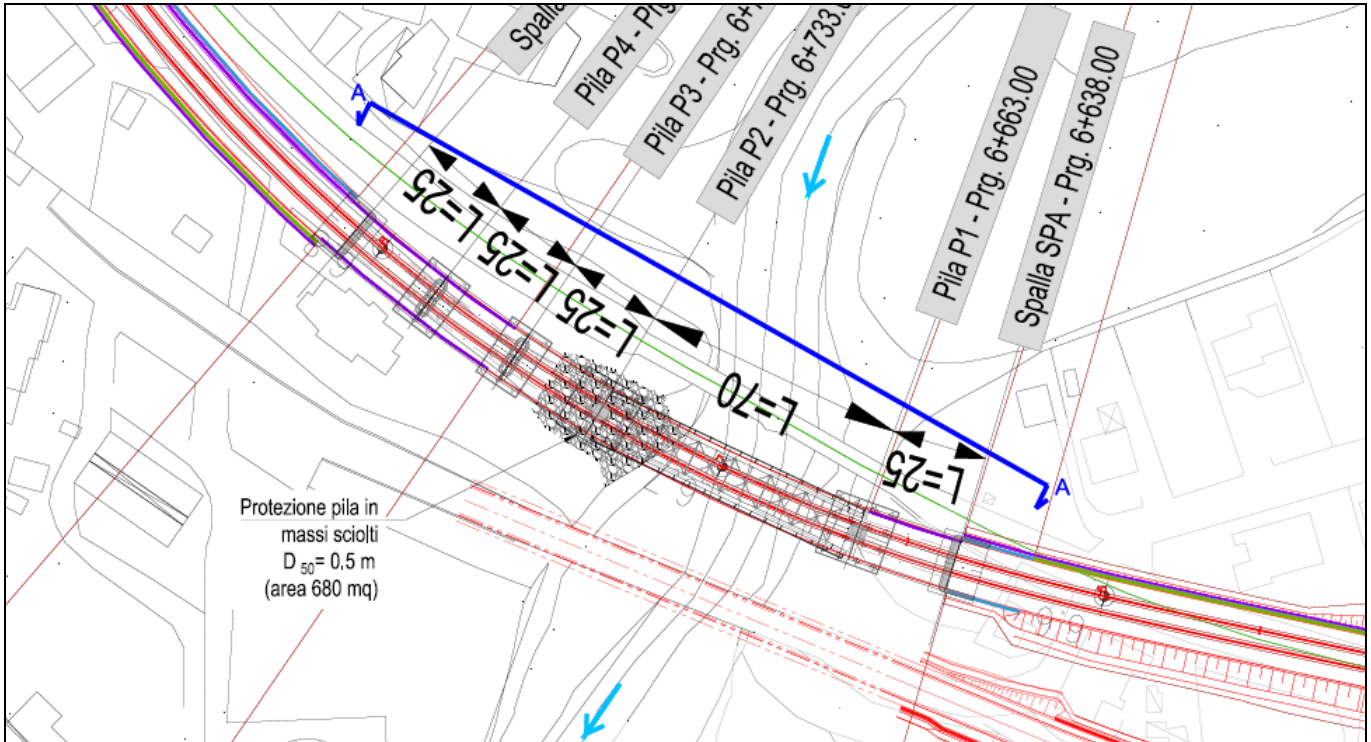 Spalla
Pila P4 - Prg.
Pila P3 - Prg. 6+
Pila P2 - Prg. 6+733.
Pila P1 - Prg. 6+663.00
Spalla SPA - Prg. 6+638.00
A
L=25
L=25
L=25
L=70
L=25
A
Protezione pila in
massi sciolti
D 50= 0,5 m
(area 680 mq)